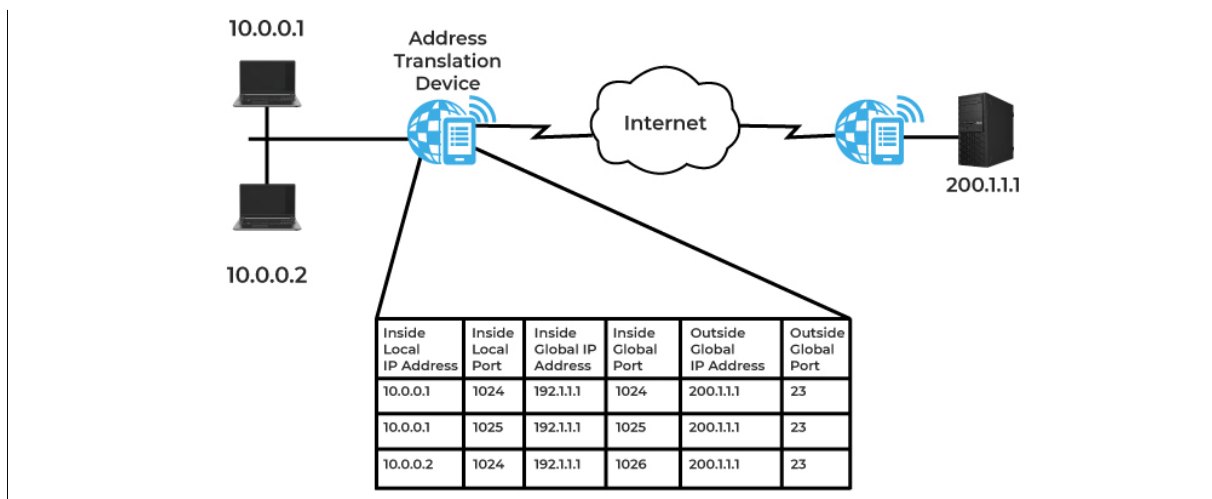 10.0.0.1
Address
Translation
Device
Internet
200.1.1.1
10.0.0.2
Inside
Local
IP Address
Inside
Local
Port
Inside
Global IP
Address
Inside
Global
Port
Outside
Global
IP Address
Outside
Global
Port
10.0.0.1 1024 192.1.1.1 1024 200.1.1.1 23
10.0.0.1 1025 192.1.1.1 1025 200.1.1.1 23
10.0.0.2 1024 192.1.1.1 1026 200.1.1.1 23